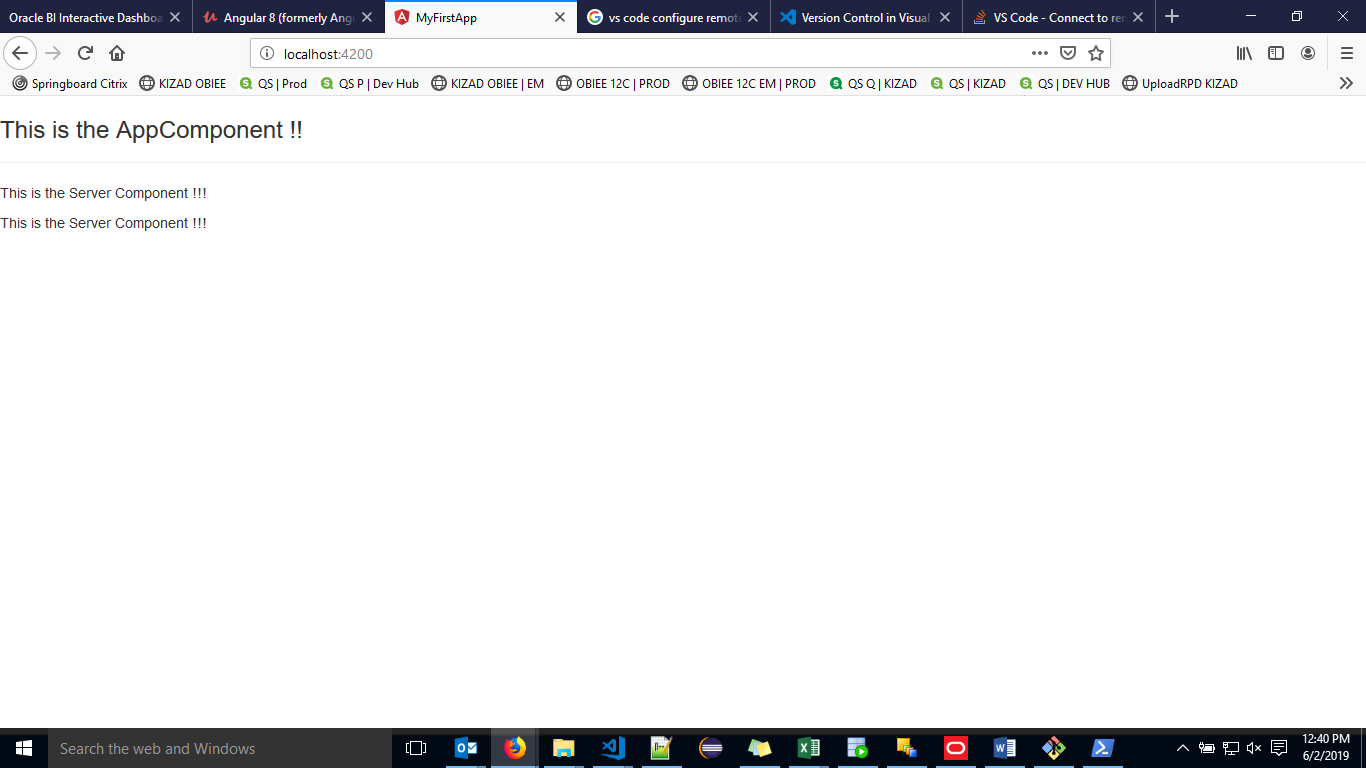 Oracle BI Interactive Dashboa
Angular 8 (formerly Angu
MyFirstApp
vs code configure remot
Version Control in Visual
VS Code - Connect to rem
localhost:4200
Springboard Citrix
KIZAD OBIEE
QS | Prod
QS P | Dev Hub
KIZAD OBIEE | EM
OBIEE 12C | PROD
OBIEE 12C EM | PROD
QS Q | KIZAD
QS | KIZAD
QS | DEV HUB
UploadRPD KIZAD
This is the AppComponent !!
This is the Server Component !!!
This is the Server Component !!!
Search the web and Windows
12:40 PM
6/2/2019